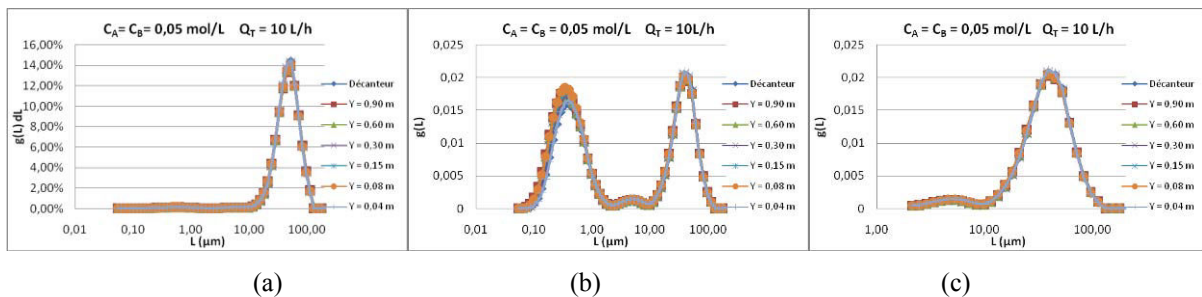 C_A= C_B= 0,05 mol/L Q_T = 10 L/h
16,00%
14,00%
12,00%
10,00%
8,00%
6,00%
4,00%
2,00%
0,00%
g(L) dL
0,01 0,10 1,00 10,00 100,00
L (µm)
Décanteur
Y = 0.90 m
Y = 0.60 m
Y = 0.30 m
Y = 0.15 m
Y = 0,08 m
Y = 0,04 m
(a)
C_A = C_B = 0,05 mol/L Q_T = 10L/h
0,025
0,02
0,015
0,01
0,005
0
g(L)
0,01 0,10 1,00 10,00 100,00
L (µm)
Décanteur
Y = 0.90 m
Y = 0.60 m
Y = 0.30 m
Y = 0.15 m
Y = 0,08 m
Y = 0,04 m
(b)
C_A = C_B = 0,05 mol/L Q_T = 10 L/h
0,025
0,02
0,015
0,01
0,005
0
g(L)
1,00 10,00 100,00
L (µm)
Décanteur
Y = 0.90 m
Y = 0.60 m
Y = 0.30 m
Y = 0.15 m
Y = 0,08 m
Y = 0,04 m
(c)